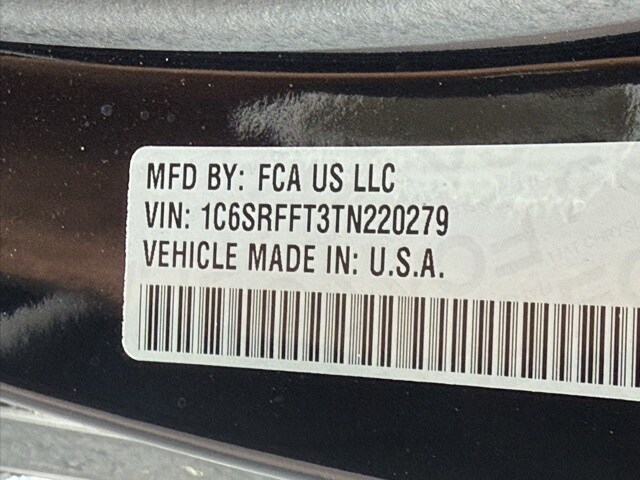 MFD BY: FCA US LLC
VIN: 1C6SRFFT3TN220279
VEHICLE MADE IN: U.S.A.